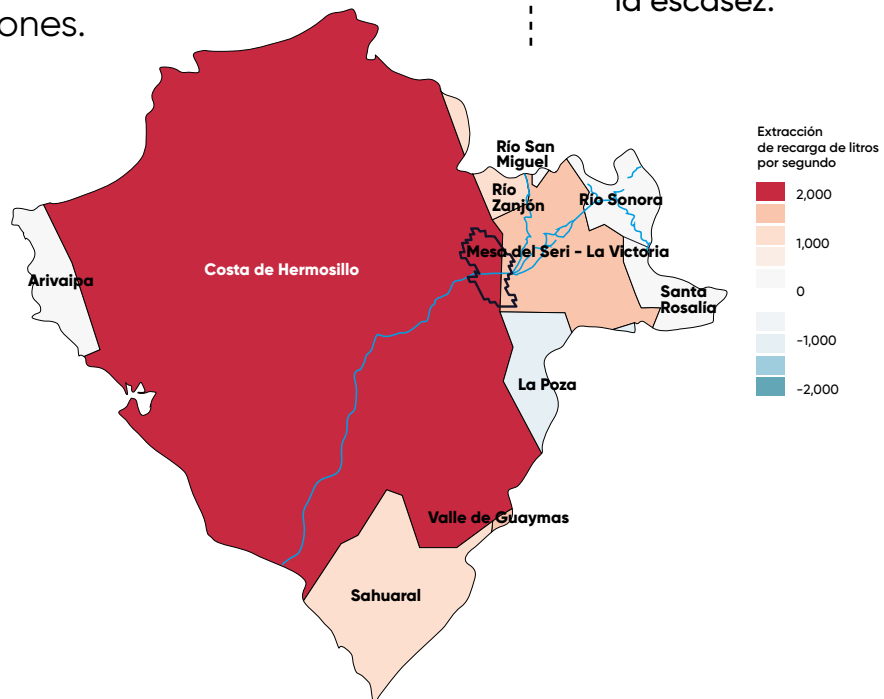 ones.
la escasez.
Extracción
de recarga de litros
por segundo
2,000
1,000
0
-1,000
-2,000
Río San
Miguel
Río
Zanjón
Río Sonora
Mesa del Seri - La Victoria
Costa de Hermosillo
Arivaipa
Santa
Rosalía
La Poza
Valle de Guaymas
Sahuaral